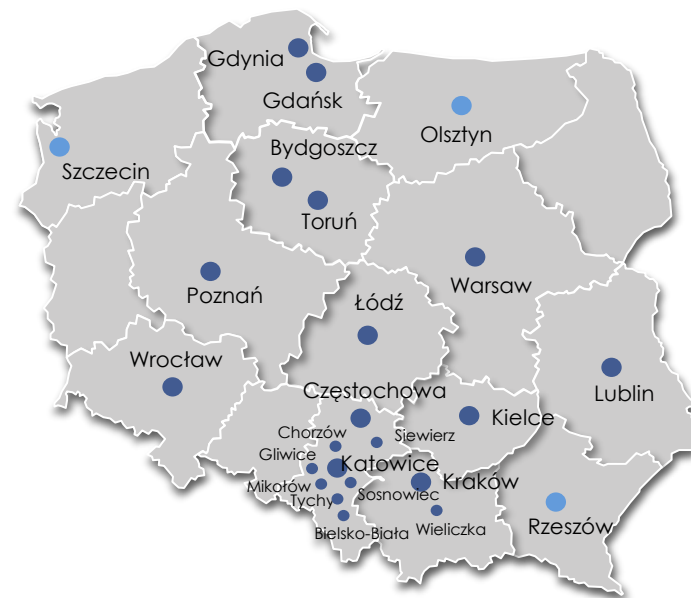 Gdynia
Gdańsk
Olsztyn
Szczecin
Bydgoszcz
Toruń
Poznań
Warsaw
Łódź
Wrocław
Lublin
Częstochowa
Kielce
Chorzów
Siewierz
Gliwice
Katowice
Mikołów
Sosnowiec
Kraków
Tychy
Rzeszów
Bielsko-Biała
Wieliczka